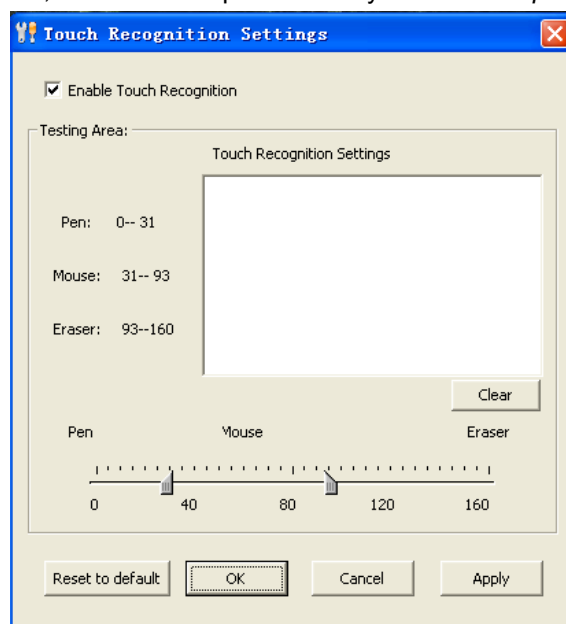 Touch Recognition Settings
Enable Touch Recognition
Testing Area:
Touch Recognition Settings
Pen: 0-- 31
Mouse: 31-- 93
Eraser: 93--160
Clear
Pen Mouse Eraser
0 40 80 120 160
Reset to default OK Cancel Apply